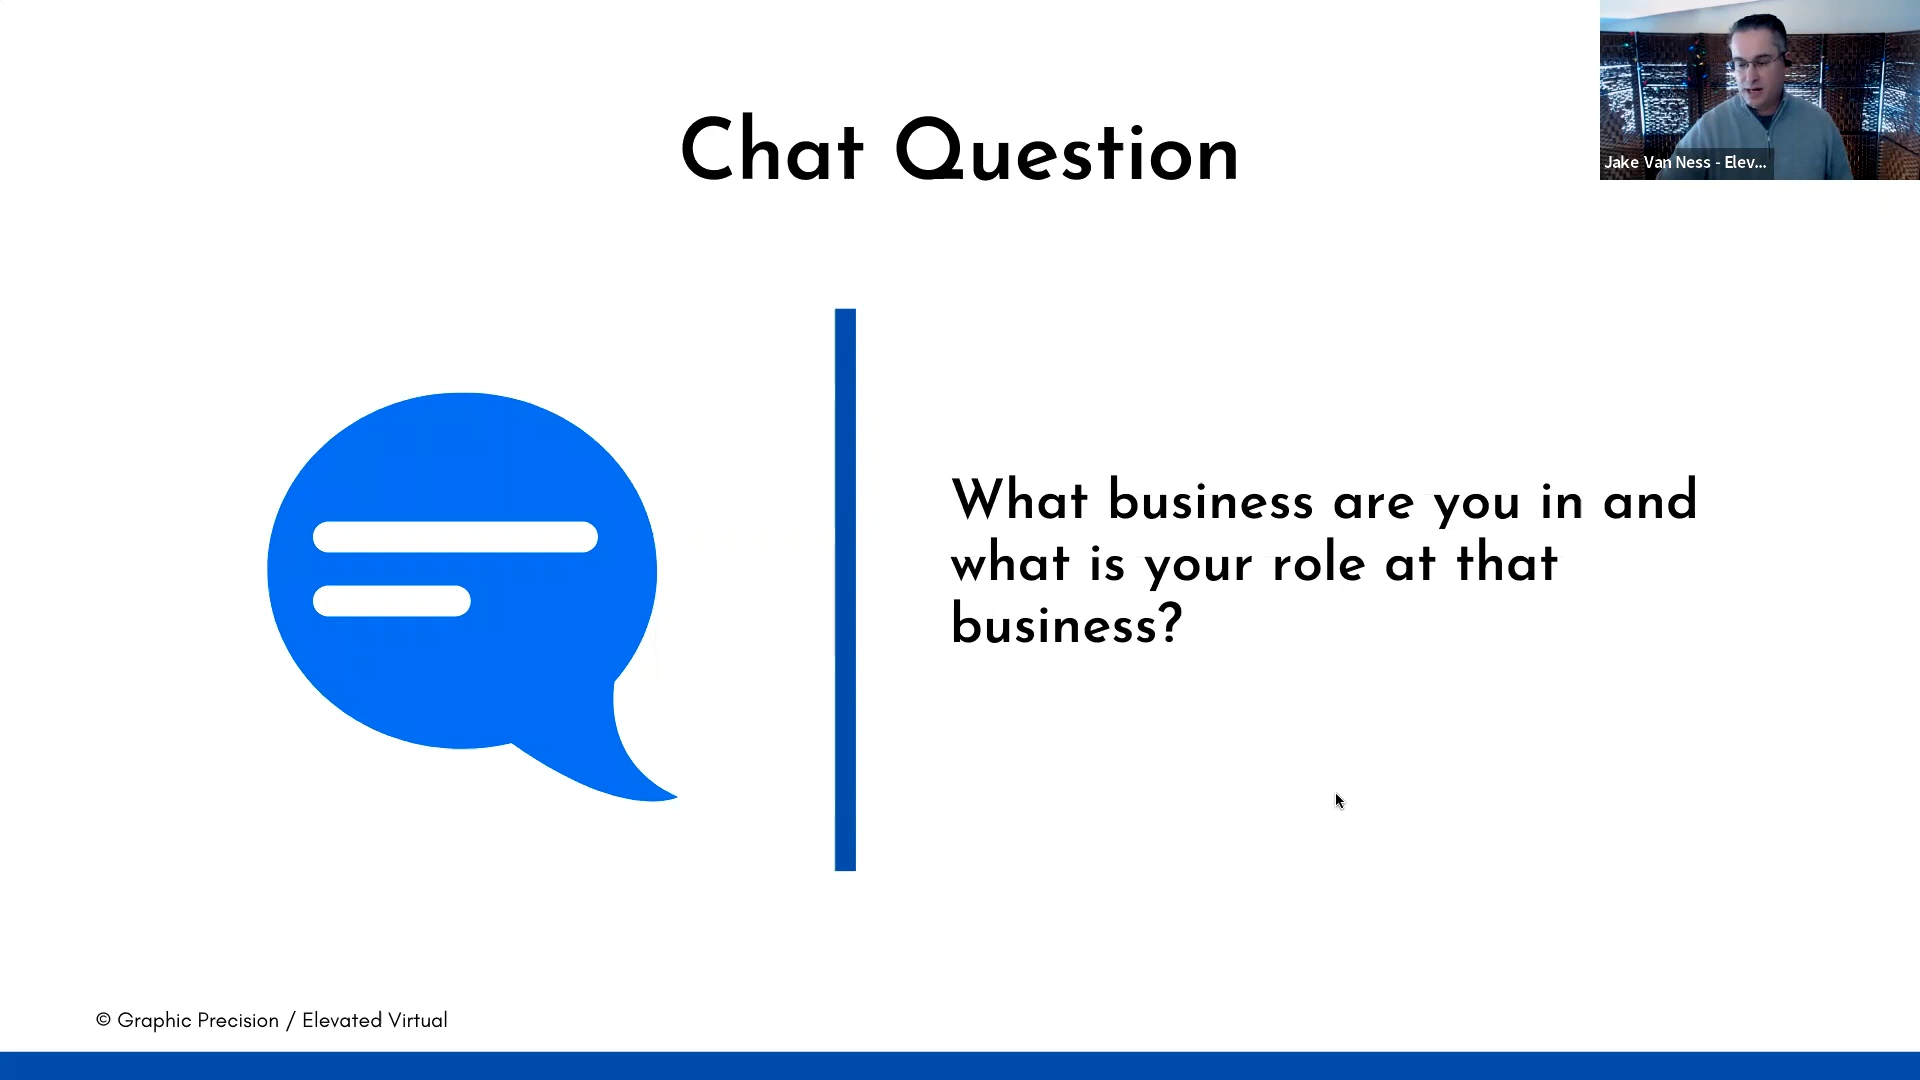 Chat Question
Jake Van Ness - Elev...
What business are you in and
what is your role at that
business?
© Graphic Precision / Elevated Virtual